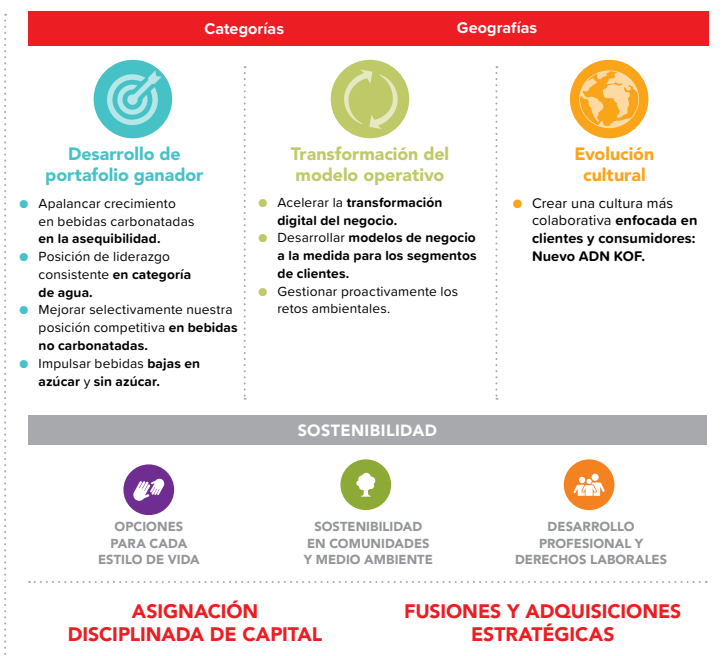 Categorías
Geografías
Desarrollo de
portafolio ganador
Apalancar crecimiento
en bebidas carbonatadas
en la asequibilidad.
Posición de liderazgo
consistente en categoría
de agua.
Mejorar selectivamente nuestra
posición competitiva en bebidas
no carbonatadas.
Impulsar bebidas bajas en
azúcar y sin azúcar.
Transformación del
modelo operativo
Acelerar la transformación
digital del negocio.
Desarrollar modelos de negocio
a la medida para los segmentos
de clientes.
Gestionar proactivamente los
retos ambientales.
Evolución
cultural
Crear una cultura más
colaborativa enfocada en
clientes y consumidores:
Nuevo ADN KOF.
SOSTENIBILIDAD
OPCIONES
PARA CADA
ESTILO DE VIDA
SOSTENIBILIDAD
EN COMUNIDADES
Y MEDIO AMBIENTE
DESARROLLO
PROFESIONAL Y
DERECHOS LABORALES
ASIGNACIÓN
DISCIPLINADA DE CAPITAL
FUSIONES Y ADQUISICIONES
ESTRATÉGICAS